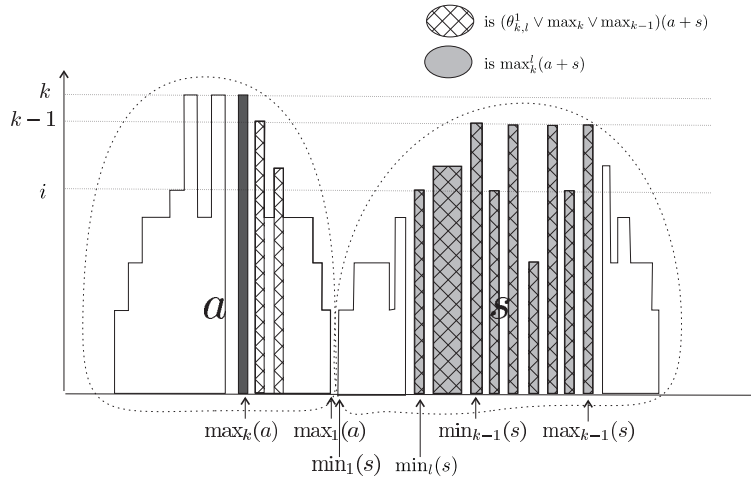 is (θ¹ₖ,ₗ ∨ maxₖ ∨ maxₖ₋₁)(a + s)
is maxˡₖ(a + s)
k
k − 1
i
a
s
maxₖ(a) max₁(a) minₖ₋₁(s) maxₖ₋₁(s)
min₁(s) minₗ(s)